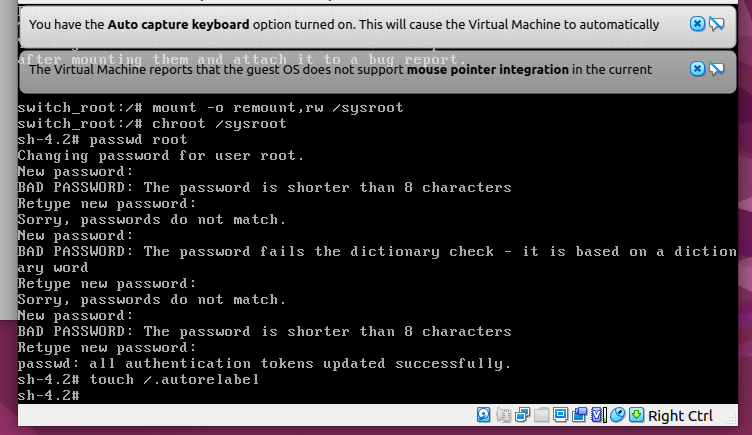 You have the Auto capture keyboard option turned on. This will cause the Virtual Machine to automatically
after mounting them and attach it to a bug report.
The Virtual Machine reports that the guest OS does not support mouse pointer integration in the current
switch_root:/# mount -o remount,rw /sysroot
switch_root:/# chroot /sysroot
sh-4.2# passwd root
Changing password for user root.
New password:
BAD PASSWORD: The password is shorter than 8 characters
Retype new password:
Sorry, passwords do not match.
New password:
BAD PASSWORD: The password fails the dictionary check - it is based on a diction
ary word
Retype new password:
Sorry, passwords do not match.
New password:
BAD PASSWORD: The password is shorter than 8 characters
Retype new password:
passwd: all authentication tokens updated successfully.
sh-4.2# touch /.autorelabel
sh-4.2#
Right Ctrl